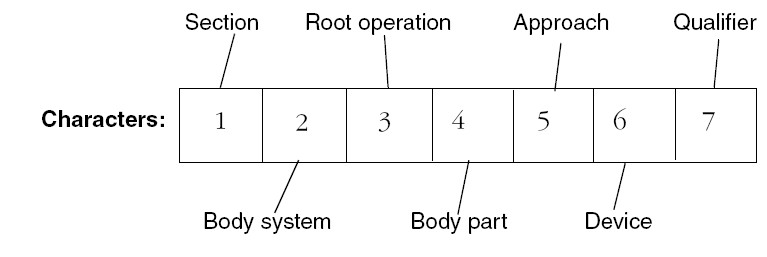 Section Root operation Approach Qualifier
Characters: 1 2 3 4 5 6 7
Body system Body part Device